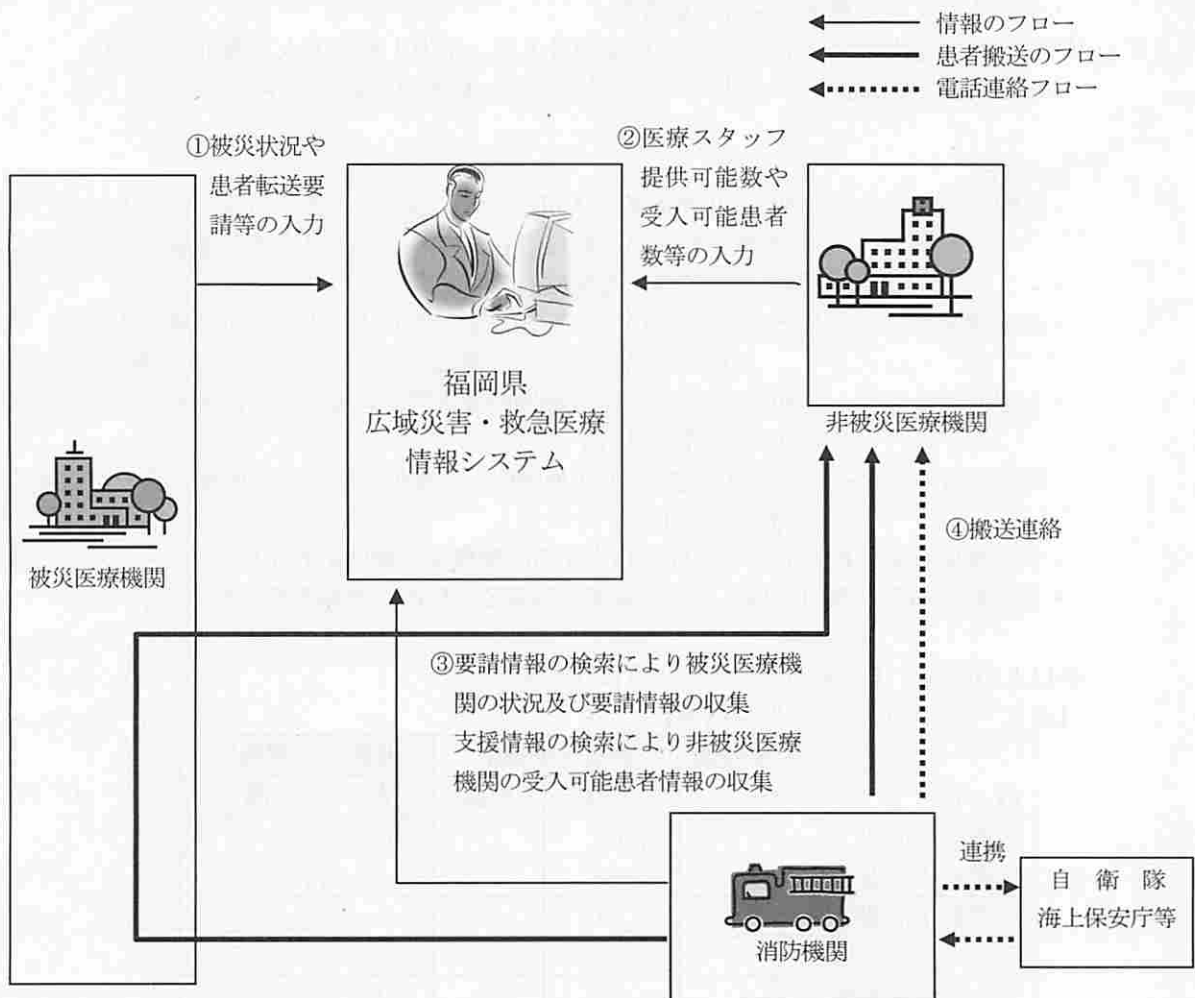 情報のフロー
患者搬送のフロー
電話連絡フロー
①被災状況や
患者転送要
請等の入力
②医療スタッフ
提供可能数や
受入可能患者
数等の入力
福岡県
広域災害・救急医療
情報システム
H
非被災医療機関
被災医療機関
④搬送連絡
③要請情報の検索により被災医療機
関の状況及び要請情報の収集
支援情報の検索により非被災医療
機関の受入可能患者情報の収集
連携
自衛隊
海上保安庁等
消防機関